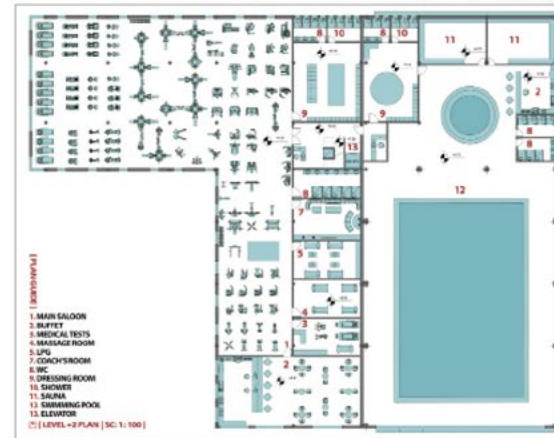 8
10
8
10
11
11
2
9
9
13
8
8
12
8
7
5
4
3
1
2
[ PLAN GUIDE ]
1. MAIN SALOON
2. BUFFET
3. MEDICAL TESTS
4. MASSAGE ROOM
5. LPG
7. COACH'S ROOM
8. WC
9. DRESSING ROOM
10. SHOWER
11. SAUNA
12. SWIMMING POOL
13. ELEVATOR
[*] [ LEVEL +2 PLAN | SC: 1: 100 ]